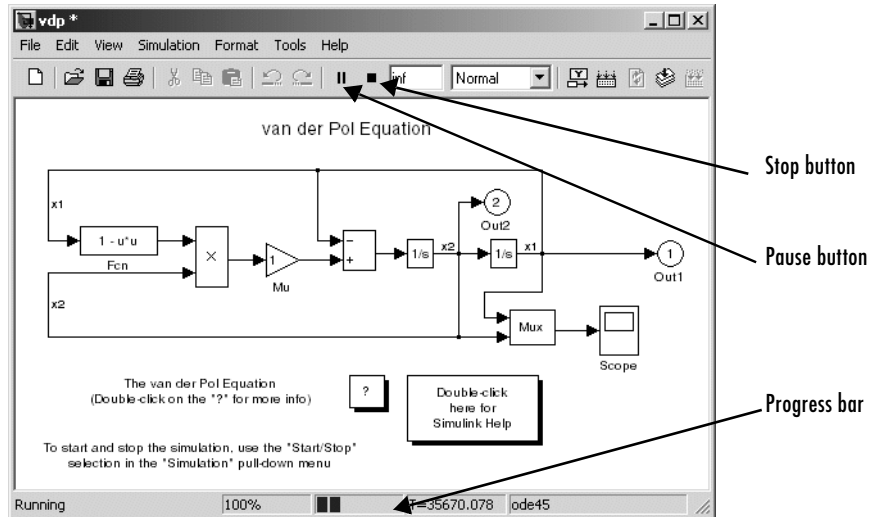 vdp *
File Edit View Simulation Format Tools Help
inf Normal
van der Pol Equation
Stop button
x1
2
Out2
1 - u*u
Fcn
×
1
Mu
−
+
1/s
x2
1/s
x1
1
Out1
Pause button
x2
Mux
Scope
The van der Pol Equation
(Double-click on the "?" for more info)
?
Double-click
here for
Simulink Help
Progress bar
To start and stop the simulation, use the "Start/Stop"
selection in the "Simulation" pull-down menu
Running 100% T=35670.078 ode45